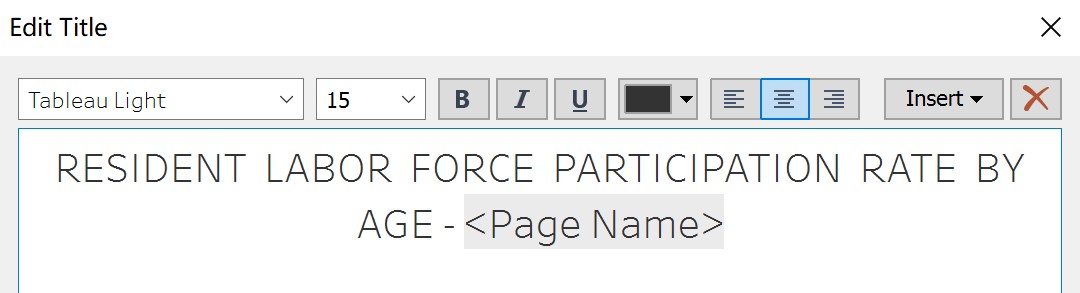 Edit Title
Tableau Light 15 B I U Insert
RESIDENT LABOR FORCE PARTICIPATION RATE BY
AGE - <Page Name>